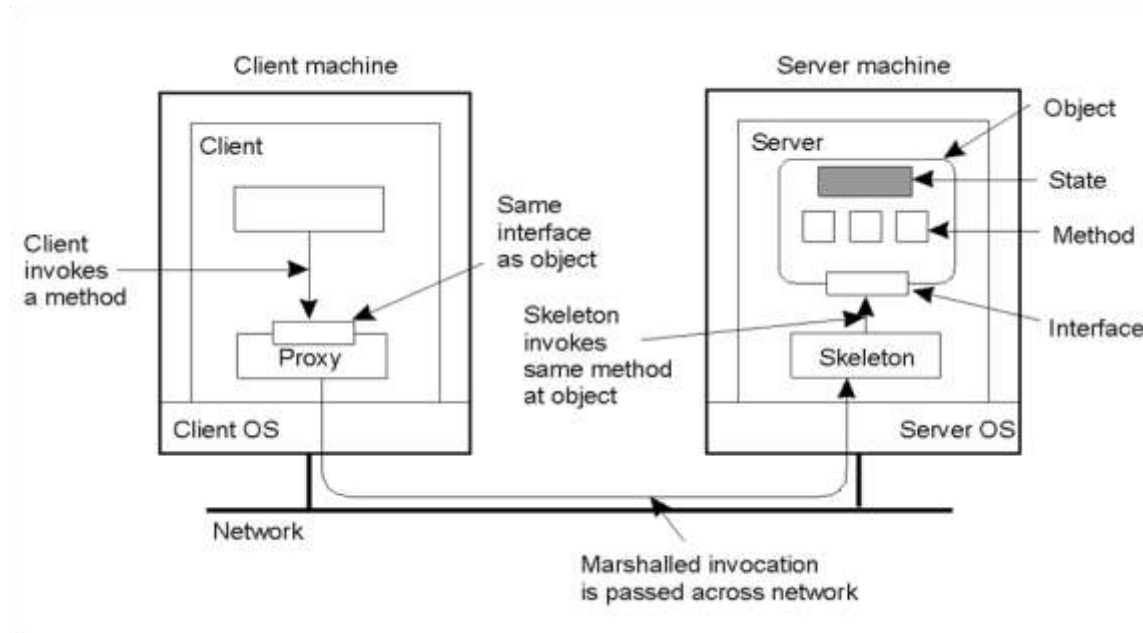 Client machine
Server machine
Object
Client
Server
State
Same
interface
as object
Method
Client
invokes
a method
Skeleton
invokes
same method
at object
Interface
Proxy
Skeleton
Client OS
Server OS
Network
Marshalled invocation
is passed across network